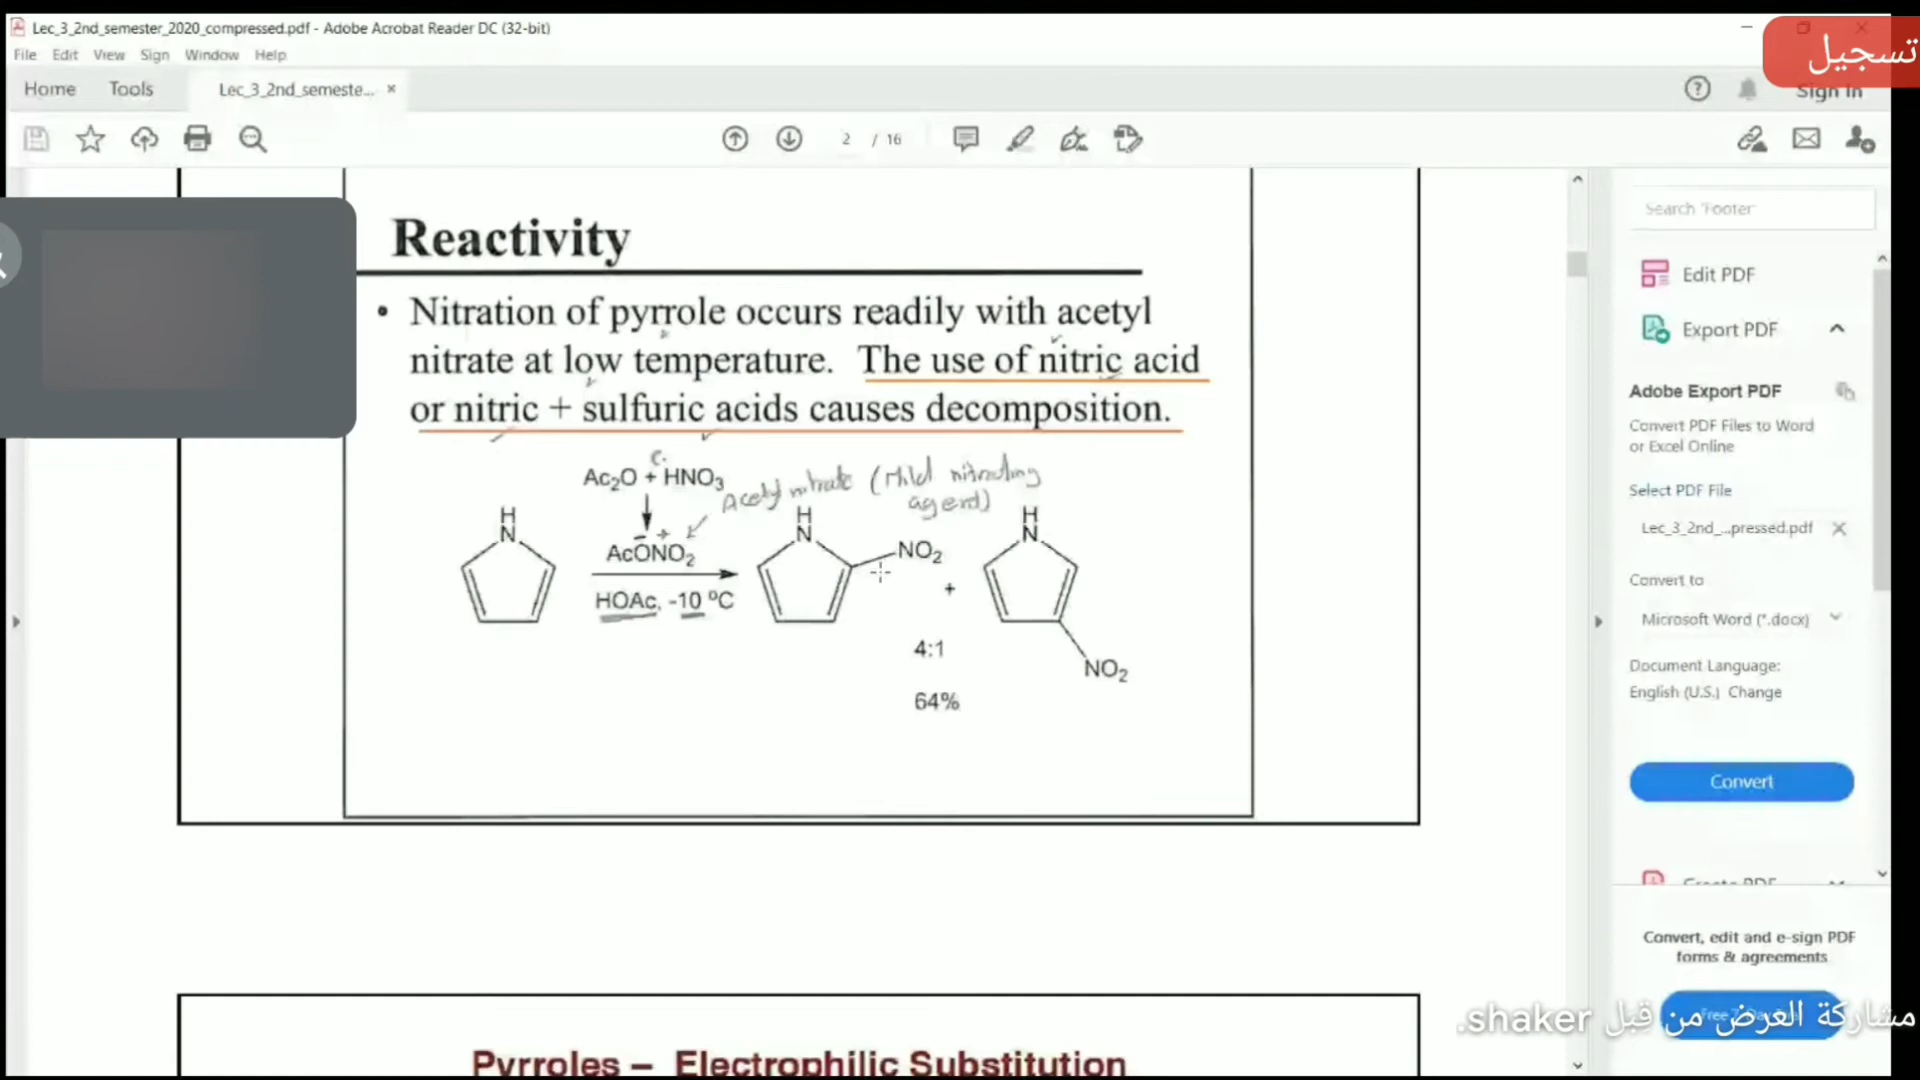 Lec_3_2nd_semester_2020_compressed.pdf - Adobe Acrobat Reader DC (32-bit)
File Edit View Sign Window Help
تسجيل
Home Tools Lec_3_2nd_semeste... × Sign In
2 / 16
Reactivity
• Nitration of pyrrole occurs readily with acetyl
nitrate at low temperature. The use of nitric acid
or nitric + sulfuric acids causes decomposition.
Ac2O + HNO3
Acetyl nitrate (Mild nitrating
agent)
AcONO2
HOAc, -10 ºC
H
N
H
N
NO2
+
H
N
NO2
4:1
64%
Pyrroles – Electrophilic Substitution
Search 'Footer'
Edit PDF
Export PDF
Adobe Export PDF
Convert PDF Files to Word
or Excel Online
Select PDF File
Lec_3_2nd_...pressed.pdf
Convert to
Microsoft Word (*.docx)
Document Language:
English (U.S.) Change
Convert
Create PDF
Convert, edit and e-sign PDF
forms & agreements
مشاركة العرض من قبل shaker.